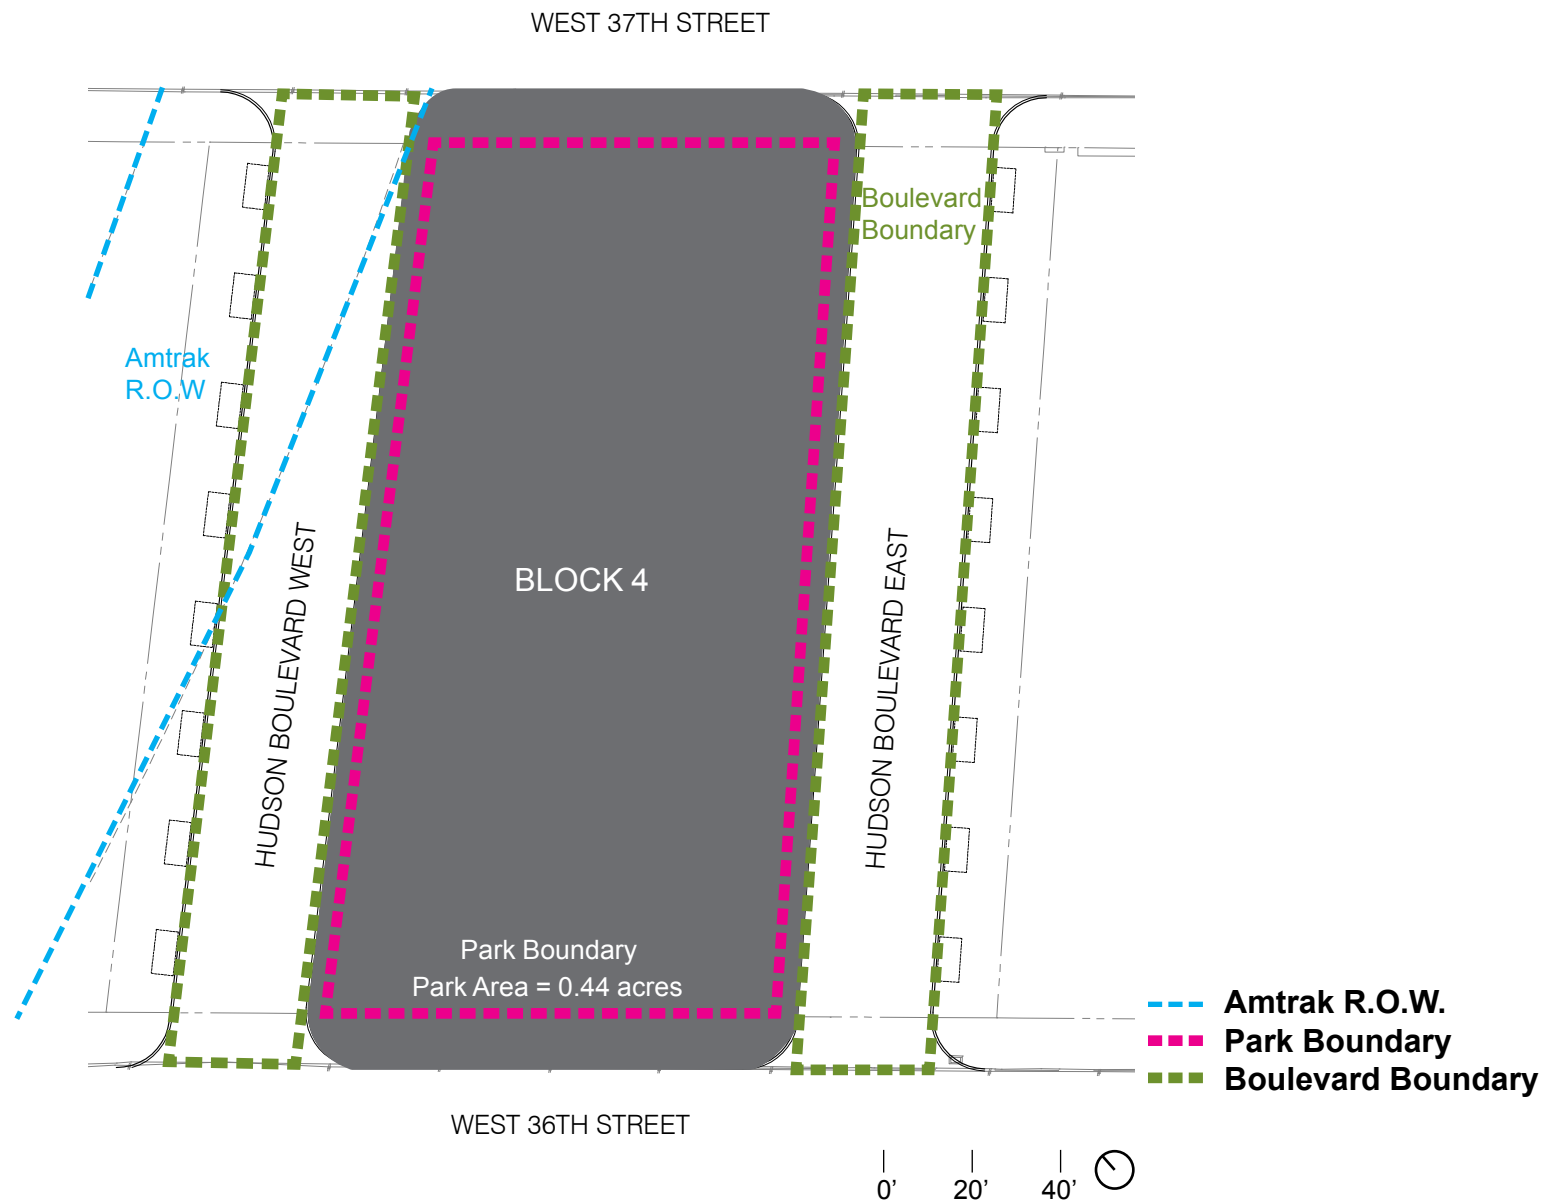 WEST 37TH STREET
Boulevard
Boundary
Amtrak
R.O.W
BLOCK 4
HUDSON BOULEVARD WEST
HUDSON BOULEVARD EAST
Park Boundary
Park Area = 0.44 acres
Amtrak R.O.W.
Park Boundary
Boulevard Boundary
WEST 36TH STREET
0' 20' 40'